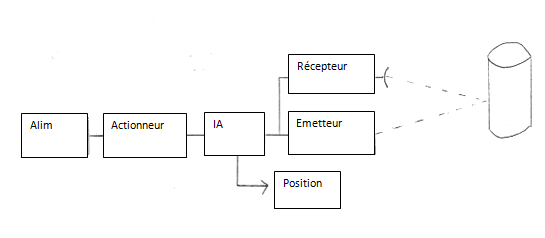 Récepteur
Alim
Actionneur
IA
Emetteur
Position